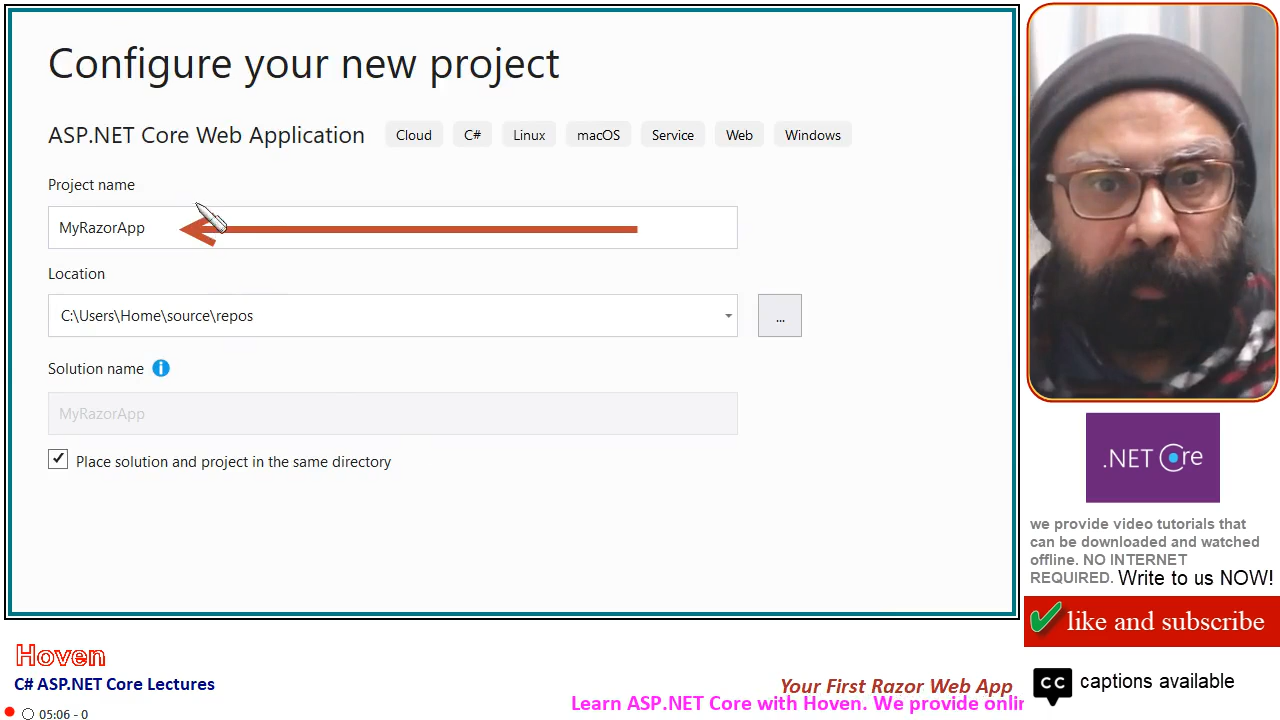 Configure your new project
ASP.NET Core Web Application Cloud C# Linux macOS Service Web Windows
Project name
MyRazorApp
Location
C:\Users\Home\source\repos
...
Solution name
MyRazorApp
Place solution and project in the same directory
.NET Core
we provide video tutorials that
can be downloaded and watched
offline. NO INTERNET
REQUIRED. Write to us NOW!
like and subscribe
CC captions available
Hoven
C# ASP.NET Core Lectures
Your First Razor Web App
Learn ASP.NET Core with Hoven. We provide onlin
05:06 - 0